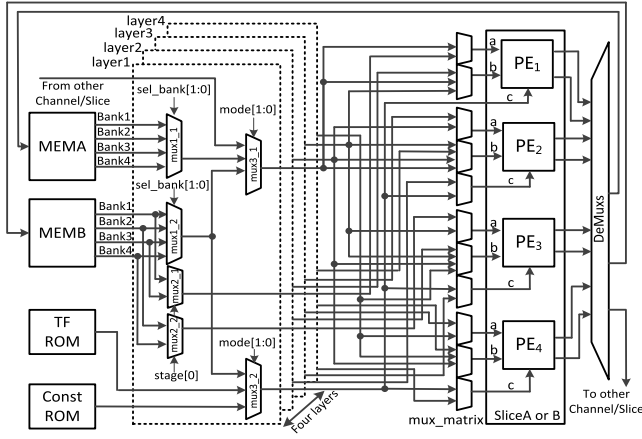 layer4
layer3
layer2
layer1
From other
Channel/Slice
sel_bank[1:0]
mode[1:0]
MEMA
Bank1
Bank2
Bank3
Bank4
mux1_1
mux3_1
sel_bank[1:0]
MEMB
Bank1
Bank2
Bank3
Bank4
mux1_2
mux2_1
mux2_2
TF
ROM
mode[1:0]
stage[0]
mux3_2
Const
ROM
Four layers
mux_matrix
a
b
c
PE1
a
b
c
PE2
a
b
c
PE3
a
b
c
PE4
SliceA or B
DeMuxs
To other
Channel/Slice